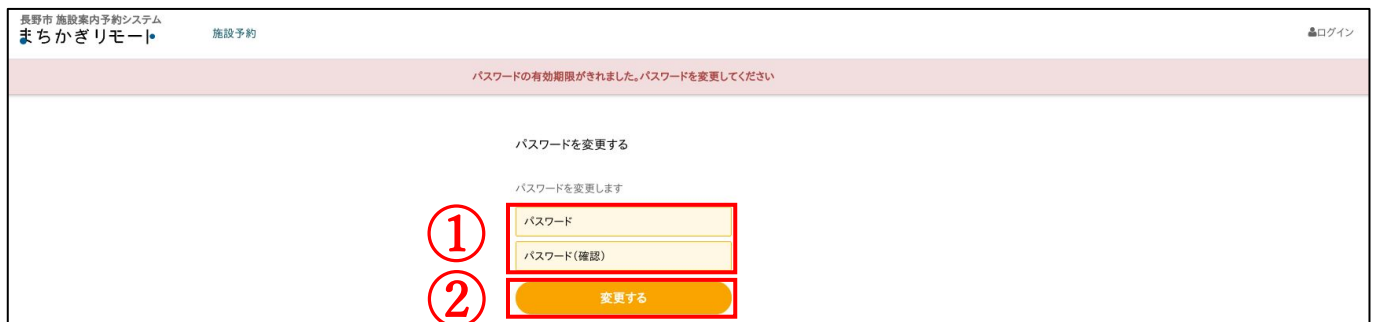 長野市 施設案内予約システム
まちかぎリモート 施設予約 ログイン
パスワードの有効期限がきれました。パスワードを変更してください
パスワードを変更する
パスワードを変更します
① パスワード
パスワード(確認)
② 変更する